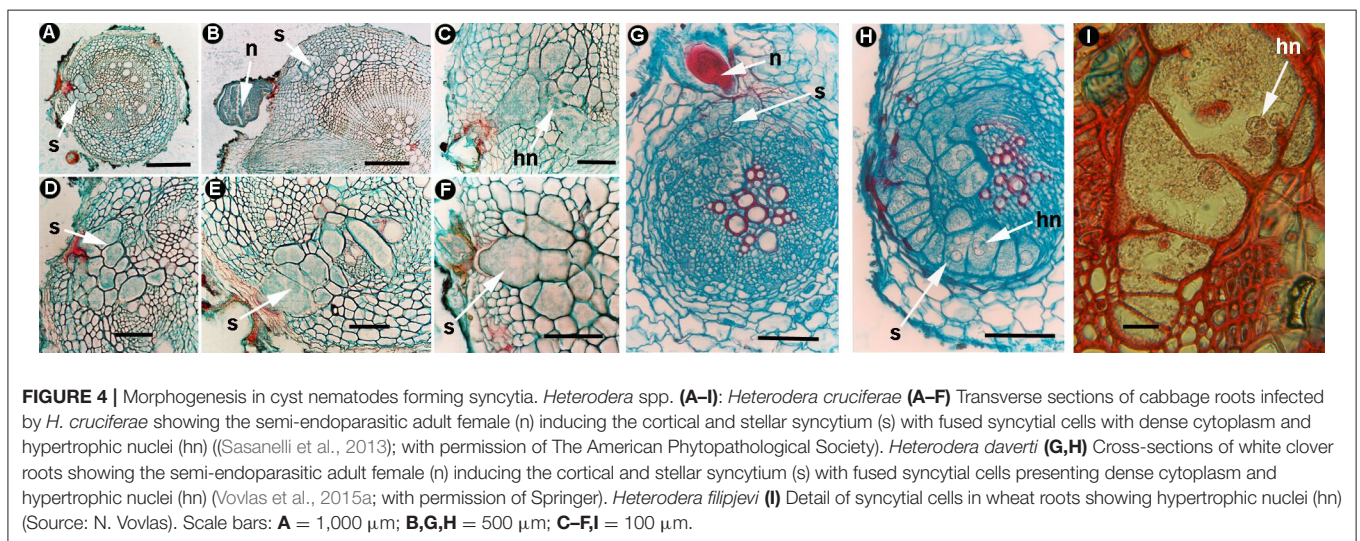 A
s
B
n
s
C
hn
D
s
E
s
F
s
G
n
s
H
hn
s
I
hn
FIGURE 4 | Morphogenesis in cyst nematodes forming syncytia. Heterodera spp. (A–I): Heterodera cruciferae (A–F) Transverse sections of cabbage roots infected
by H. cruciferae showing the semi-endoparasitic adult female (n) inducing the cortical and stellar syncytium (s) with fused syncytial cells with dense cytoplasm and
hypertrophic nuclei (hn) ((Sasanelli et al., 2013); with permission of The American Phytopathological Society). Heterodera daverti (G,H) Cross-sections of white clover
roots showing the semi-endoparasitic adult female (n) inducing the cortical and stellar syncytium (s) with fused syncytial cells presenting dense cytoplasm and
hypertrophic nuclei (hn) (Vovlas et al., 2015a; with permission of Springer). Heterodera filipjevi (I) Detail of syncytial cells in wheat roots showing hypertrophic nuclei (hn)
(Source: N. Vovlas). Scale bars: A = 1,000 μm; B,G,H = 500 μm; C–F,I = 100 μm.